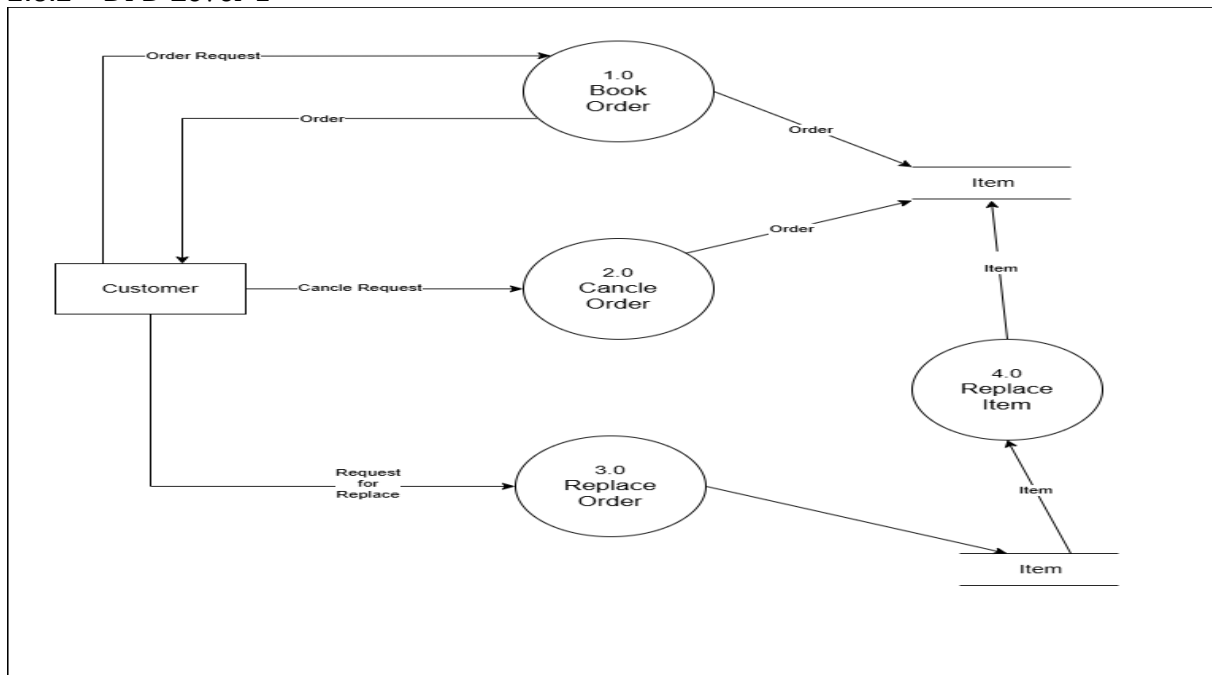 Order Request
1.0
Book
Order
Order
Order
Item
Order
2.0
Cancle
Order
Item
Customer
Cancle Request
4.0
Replace
Item
Request
for
Replace
3.0
Replace
Order
Item
Item